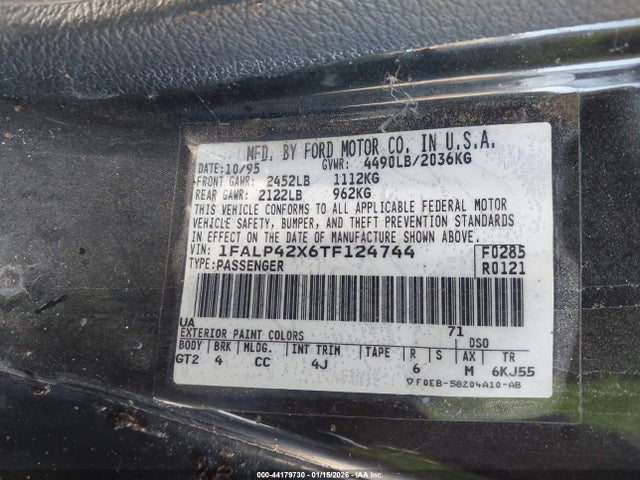 MFD. BY FORD MOTOR CO. IN U.S.A.
DATE: 10/95 GVWR: 4490LB/2036KG
FRONT GAWR: 2452LB 1112KG
REAR GAWR: 2122LB 962KG
THIS VEHICLE CONFORMS TO ALL APPLICABLE FEDERAL MOTOR
VEHICLE SAFETY, BUMPER, AND THEFT PREVENTION STANDARDS
IN EFFECT ON THE DATE OF MANUFACTURE SHOWN ABOVE.
VIN: 1FALP42X6TF124744 F0285
TYPE: PASSENGER R0121
UA 71
EXTERIOR PAINT COLORS DSO
BODY BRK MLDG. INT TRIM TAPE R S AX TR
GT2 4 CC 4J 6 M 6KJ55
▽F0EB-58204A10-AB
000-44179730 - 01/15/2026 - IAA Inc.